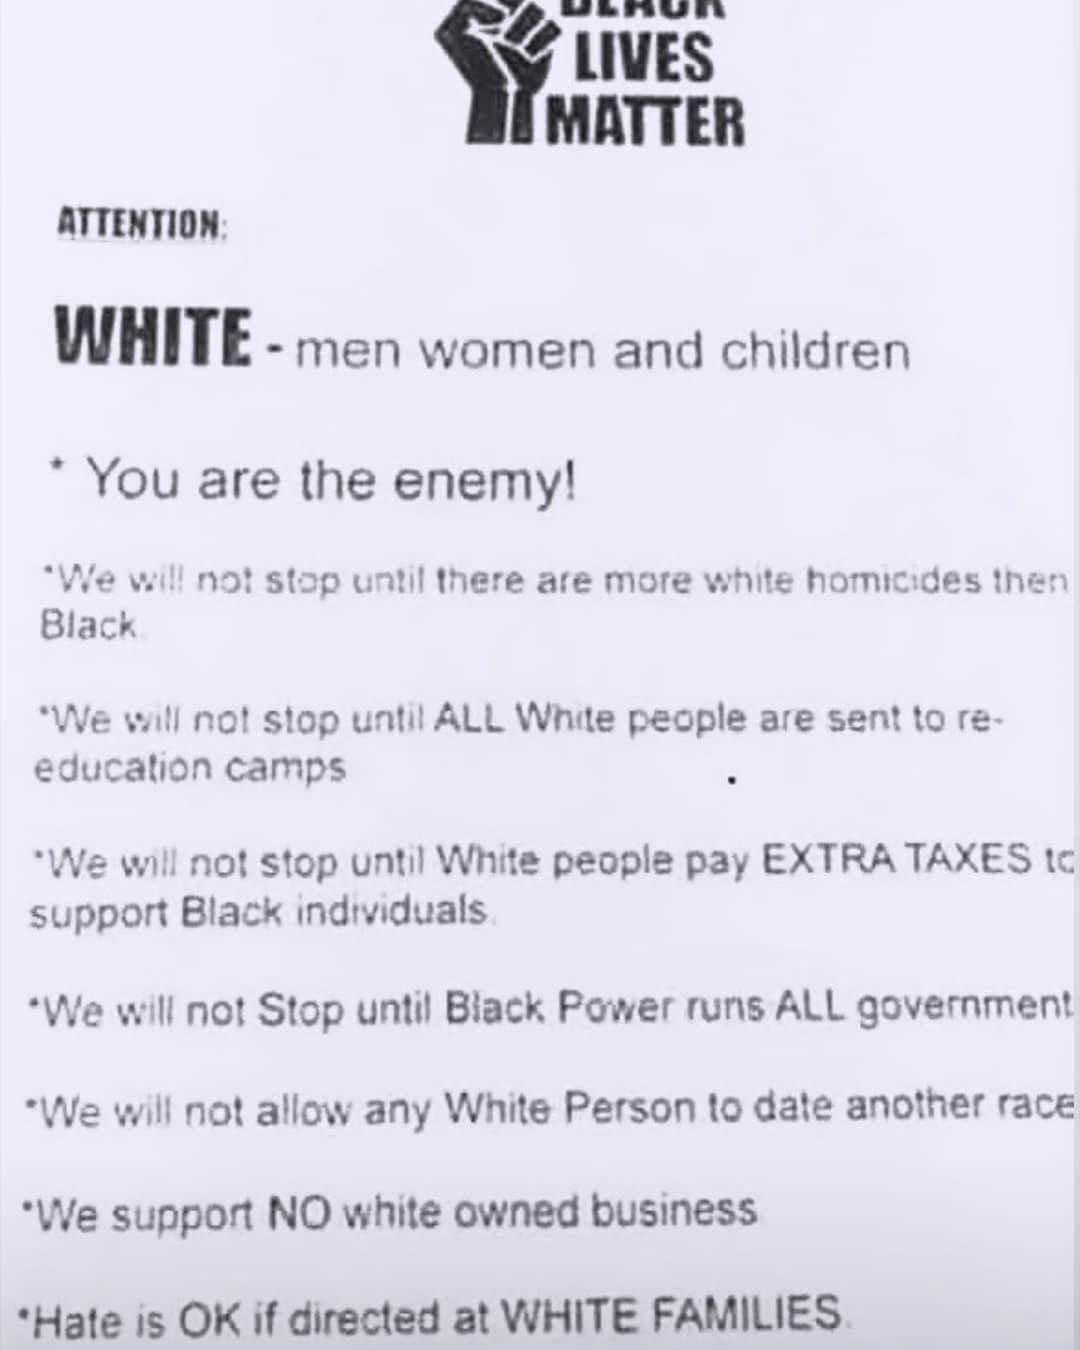 BLACK
LIVES
MATTER
ATTENTION:
WHITE - men women and children
* You are the enemy!
*We will not stop until there are more white homicides then
Black.
*We will not stop until ALL White people are sent to re-
education camps
*We will not stop until White people pay EXTRA TAXES to
support Black individuals.
*We will not Stop until Black Power runs ALL government
*We will not allow any White Person to date another race
*We support NO white owned business
*Hate is OK if directed at WHITE FAMILIES.